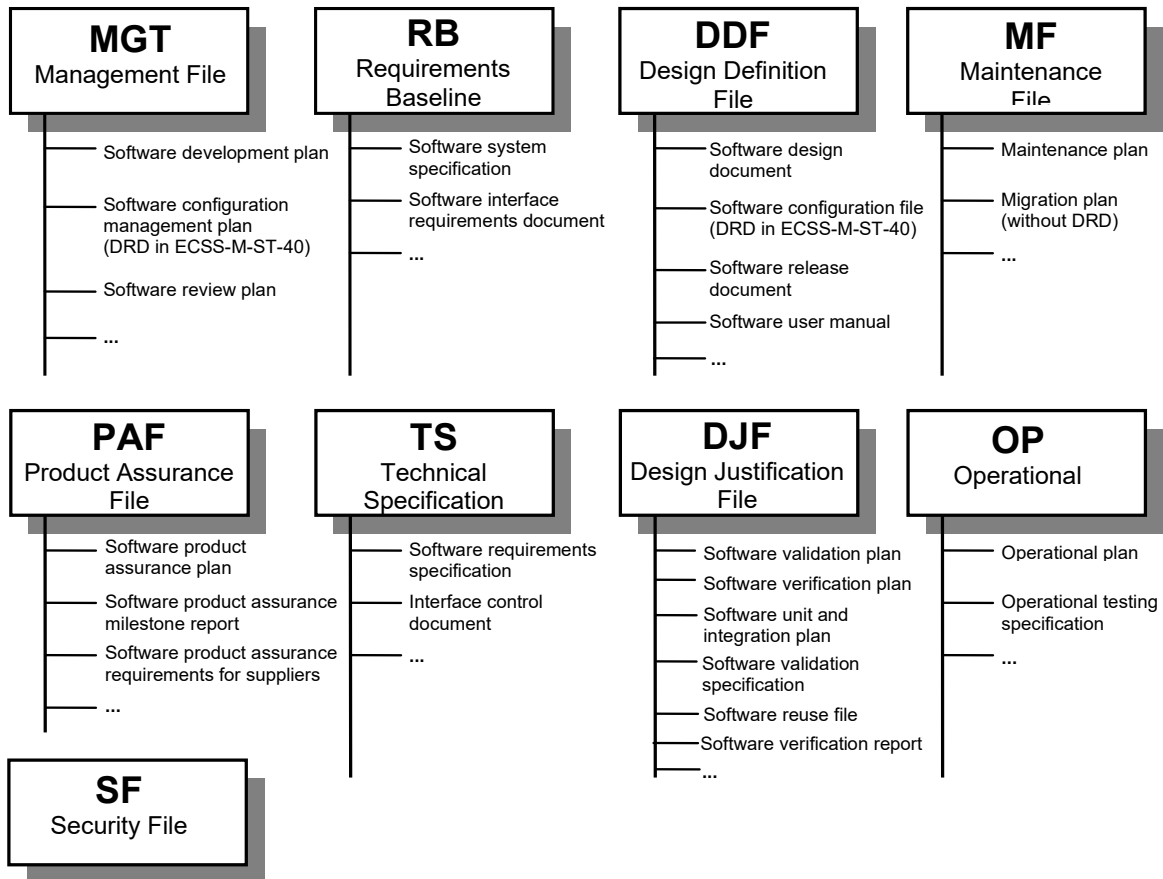 MGT
Management File
Software development plan
Software configuration
management plan
(DRD in ECSS-M-ST-40)
Software review plan
...
RB
Requirements
Baseline
Software system
specification
Software interface
requirements document
...
DDF
Design Definition
File
Software design
document
Software configuration file
(DRD in ECSS-M-ST-40)
Software release
document
Software user manual
...
MF
Maintenance
File
Maintenance plan
Migration plan
(without DRD)
...
PAF
Product Assurance
File
Software product
assurance plan
Software product assurance
milestone report
Software product assurance
requirements for suppliers
...
TS
Technical
Specification
Software requirements
specification
Interface control
document
...
DJF
Design Justification
File
Software validation plan
Software verification plan
Software unit and
integration plan
Software validation
specification
Software reuse file
Software verification report
...
OP
Operational
Operational plan
Operational testing
specification
...
SF
Security File